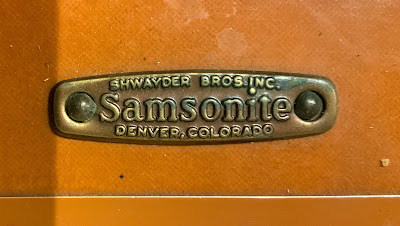 SHWAYDER BROS. INC.
Samsonite
DENVER, COLORADO